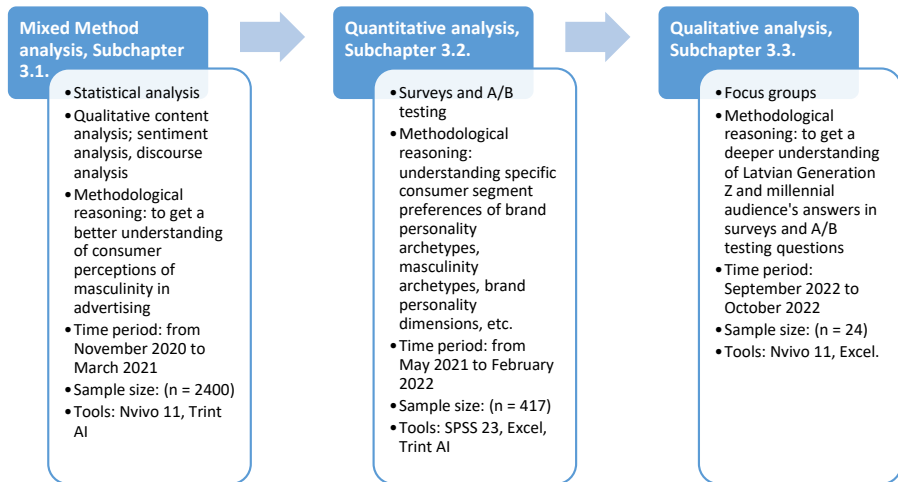 Mixed Method
analysis, Subchapter
3.1.
•Statistical analysis
•Qualitative content
analysis; sentiment
analysis, discourse
analysis
•Methodological
reasoning: to get a
better understanding
of consumer
perceptions of
masculinity in
advertising
•Time period: from
November 2020 to
March 2021
•Sample size: (n = 2400)
•Tools: Nvivo 11, Trint
AI
Quantitative analysis,
Subchapter 3.2.
•Surveys and A/B
testing
•Methodological
reasoning:
understanding specific
consumer segment
preferences of brand
personality
archetypes,
masculinity
archetypes, brand
personality
dimensions, etc.
•Time period: from
May 2021 to February
2022
•Sample size: (n = 417)
•Tools: SPSS 23, Excel,
Trint AI
Qualitative analysis,
Subchapter 3.3.
•Focus groups
•Methodological
reasoning: to get a
deeper understanding
of Latvian Generation
Z and millennial
audience's answers in
surveys and A/B
testing questions
•Time period:
September 2022 to
October 2022
•Sample size: (n = 24)
•Tools: Nvivo 11, Excel.